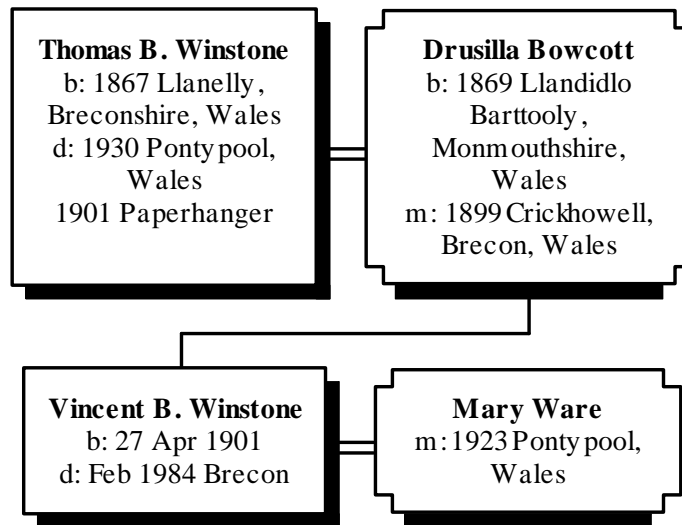 Thomas B. Winstone
b: 1867 Llanelly,
Breconshire, Wales
d: 1930 Pontypool,
Wales
1901 Paperhanger
Drusilla Bowcott
b: 1869 Llandidlo
Barttooly,
Monmouthshire,
Wales
m: 1899 Crickhowell,
Brecon, Wales
Vincent B. Winstone
b: 27 Apr 1901
d: Feb 1984 Brecon
Mary Ware
m: 1923 Pontypool,
Wales